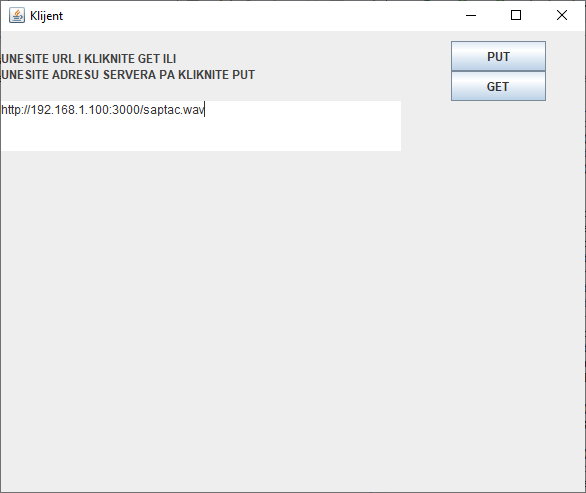 Klijent
UNESITE URL I KLIKNITE GET ILI
UNESITE ADRESU SERVERA PA KLIKNITE PUT
PUT
GET
http://192.168.1.100:3000/saptac.wav